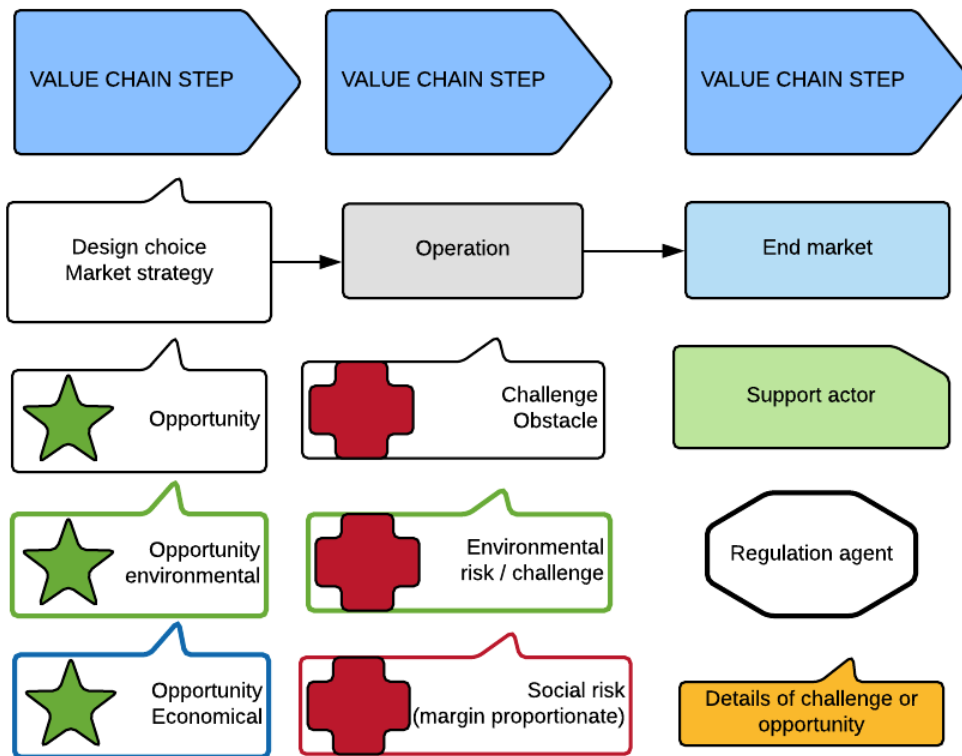 VALUE CHAIN STEP
VALUE CHAIN STEP
VALUE CHAIN STEP
Design choice
Market strategy
Operation
End market
Opportunity
Challenge
Obstacle
Support actor
Opportunity
environmental
Environmental
risk / challenge
Regulation agent
Opportunity
Economical
Social risk
(margin proportionate)
Details of challenge or
opportunity